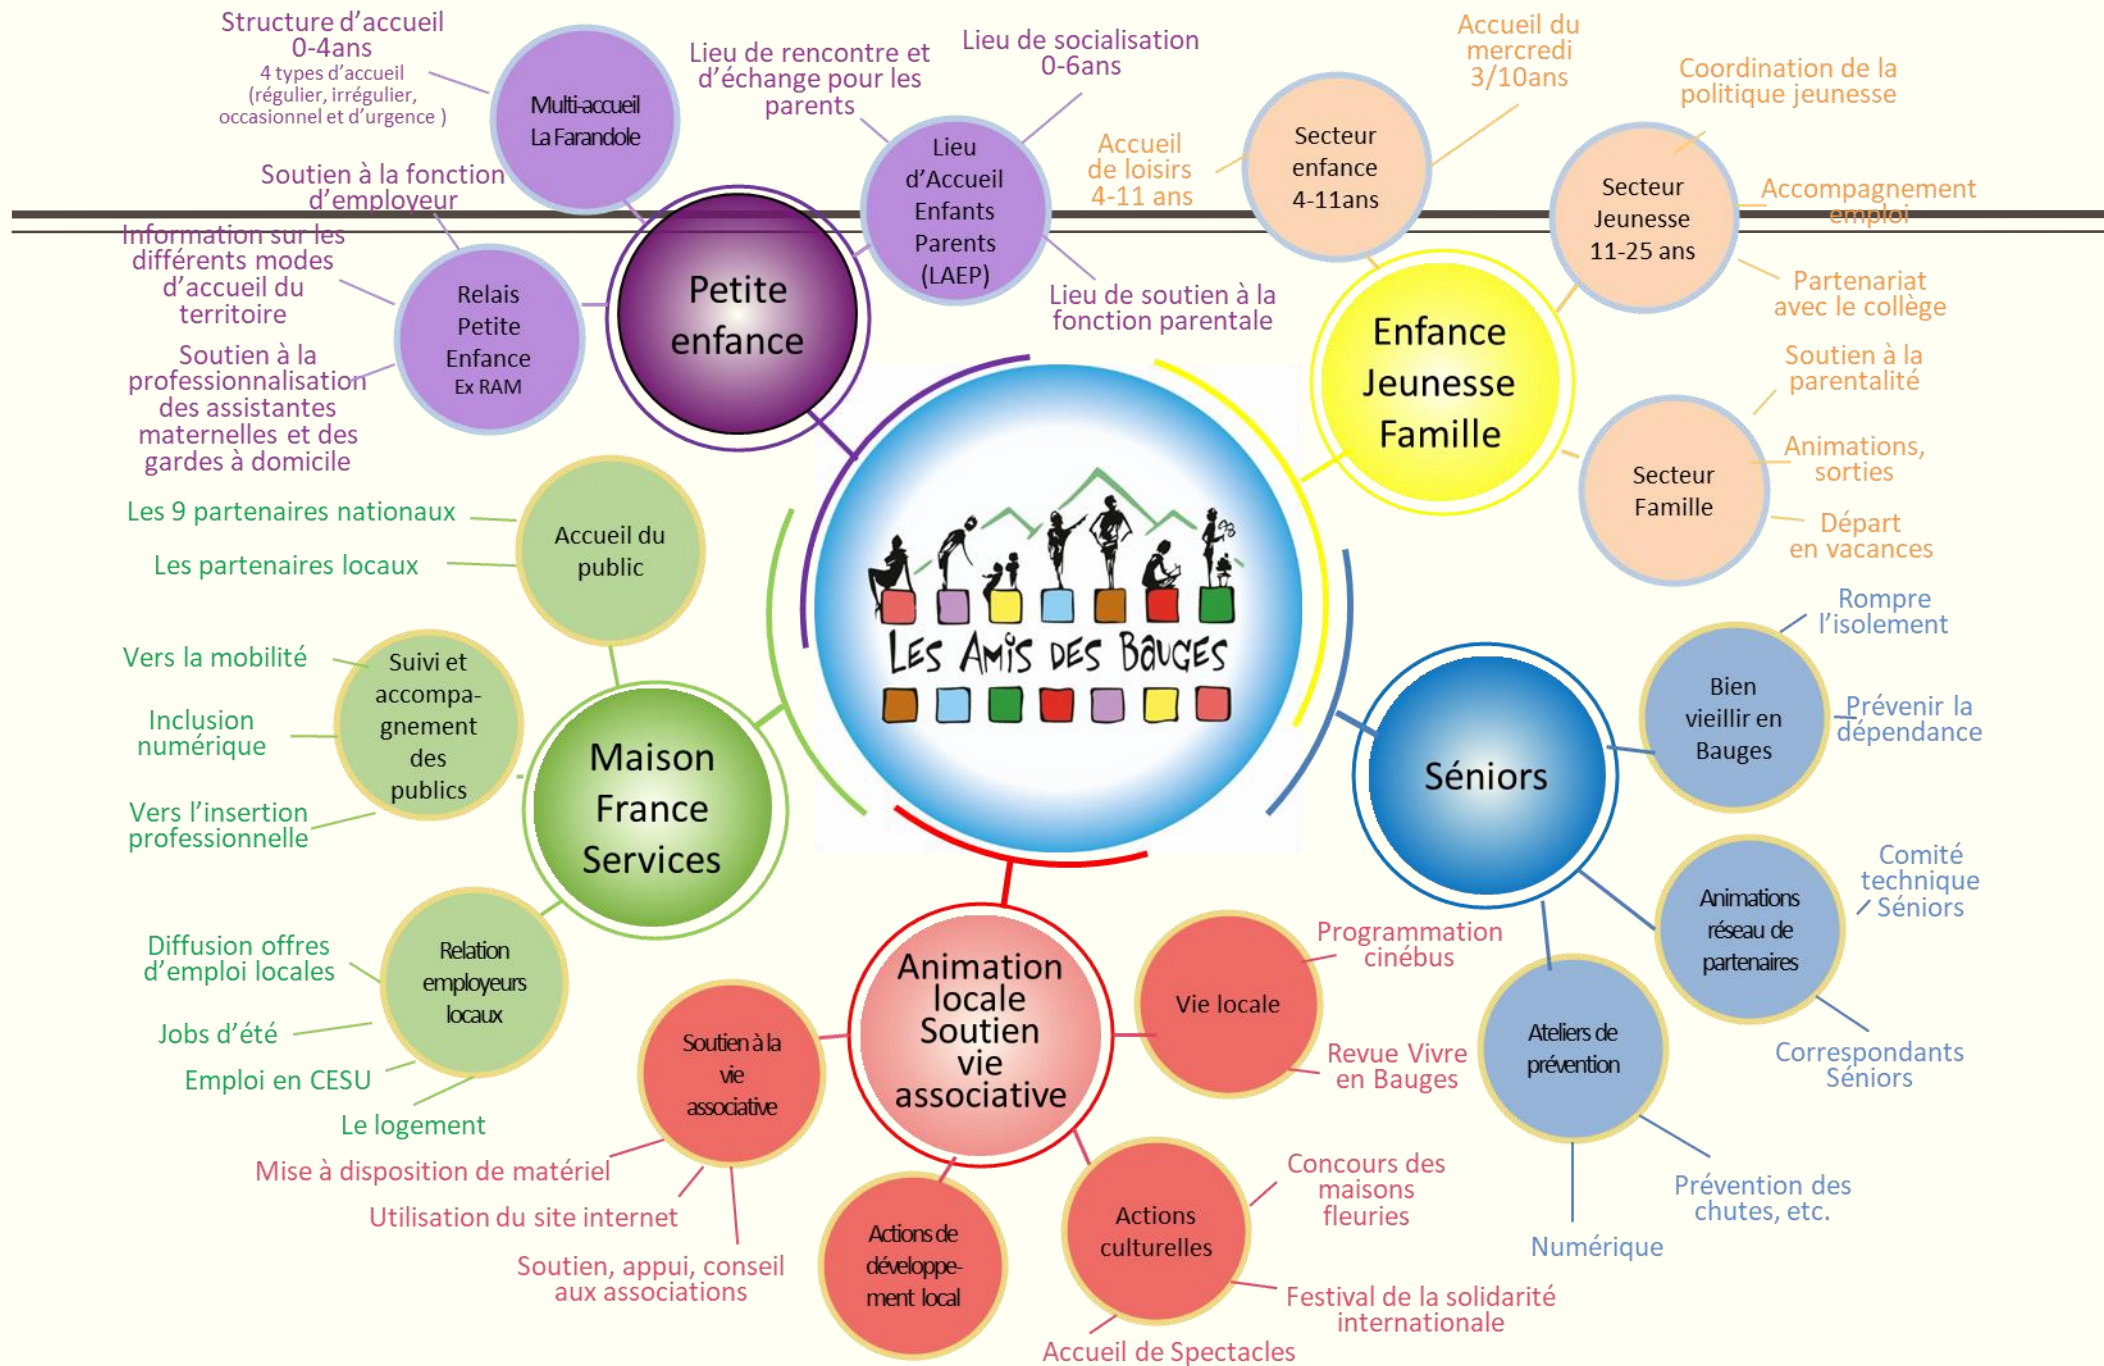 Structure d'accueil
0-4ans
4 types d'accueil
(régulier, irrégulier,
occasionnel et d'urgence )
Multi-accueil
La Farandole
Soutien à la fonction
d'employeur
Information sur les
différents modes
d'accueil du
territoire
Soutien à la
professionnalisation
des assistantes
maternelles et des
gardes à domicile
Relais
Petite
Enfance
Ex RAM
Petite
enfance
Lieu de rencontre et
d'échange pour les
parents
Lieu de socialisation
0-6ans
Lieu
d'Accueil
Enfants
Parents
(LAEP)
Lieu de soutien à la
fonction parentale
Accueil
de loisirs
4-11 ans
Secteur
enfance
4-11ans
Accueil du
mercredi
3/10ans
Coordination de la
politique jeunesse
Secteur
Jeunesse
11-25 ans
Accompagnement
emploi
Partenariat
avec le collège
Enfance
Jeunesse
Famille
Soutien à la
parentalité
Secteur
Famille
Animations,
sorties
Départ
en vacances
LES AMIS DES BAUGES
Les 9 partenaires nationaux
Les partenaires locaux
Accueil du
public
Vers la mobilité
Inclusion
numérique
Vers l'insertion
professionnelle
Suivi et
accompa-
gnement
des
publics
Maison
France
Services
Diffusion offres
d'emploi locales
Jobs d'été
Emploi en CESU
Le logement
Relation
employeurs
locaux
Séniors
Rompre
l'isolement
Bien
vieillir en
Bauges
Prévenir la
dépendance
Comité
technique
Séniors
Animations
réseau de
partenaires
Correspondants
Séniors
Ateliers de
prévention
Prévention des
chutes, etc.
Numérique
Animation
locale
Soutien
vie
associative
Vie locale
Programmation
cinébus
Revue Vivre
en Bauges
Soutien à la
vie
associative
Mise à disposition de matériel
Utilisation du site internet
Soutien, appui, conseil
aux associations
Actions de
développe-
ment local
Actions
culturelles
Concours des
maisons
fleuries
Festival de la solidarité
internationale
Accueil de Spectacles